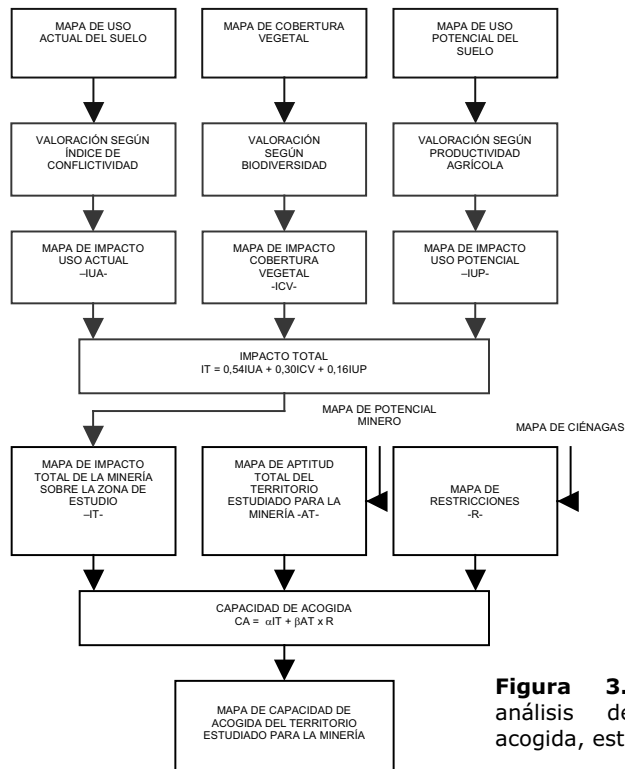 MAPA DE USO
ACTUAL DEL SUELO
MAPA DE COBERTURA
VEGETAL
MAPA DE USO
POTENCIAL DEL
SUELO
VALORACIÓN SEGÚN
ÍNDICE DE
CONFLICTIVIDAD
VALORACIÓN
SEGÚN
BIODIVERSIDAD
VALORACIÓN SEGÚN
PRODUCTIVIDAD
AGRÍCOLA
MAPA DE IMPACTO
USO ACTUAL
–IUA-
MAPA DE IMPACTO
COBERTURA
VEGETAL
-ICV-
MAPA DE IMPACTO
USO POTENCIAL
–IUP-
IMPACTO TOTAL
IT = 0,54IUA + 0,30ICV + 0,16IUP
MAPA DE POTENCIAL
MINERO
MAPA DE CIÉNAGAS
MAPA DE IMPACTO
TOTAL DE LA MINERÍA
SOBRE LA ZONA DE
ESTUDIO
–IT-
MAPA DE APTITUD
TOTAL DEL
TERRITORIO
ESTUDIADO PARA LA
MINERÍA -AT-
MAPA DE
RESTRICCIONES
-R-
CAPACIDAD DE ACOGIDA
CA = αIT + βAT x R
MAPA DE CAPACIDAD DE
ACOGIDA DEL TERRITORIO
ESTUDIADO PARA LA MINERÍA
Figura 3.
análisis de
acogida, est